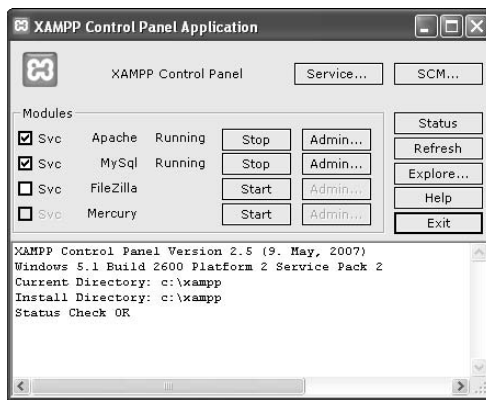 XAMPP Control Panel Application
XAMPP Control Panel Service... SCM...
Modules
Svc Apache Running Stop Admin...
Svc MySql Running Stop Admin...
Svc FileZilla Start Admin...
Svc Mercury Start Admin...
Status
Refresh
Explore...
Help
Exit
XAMPP Control Panel Version 2.5 (9. May, 2007)
Windows 5.1 Build 2600 Platform 2 Service Pack 2
Current Directory: c:\xampp
Install Directory: c:\xampp
Status Check OK